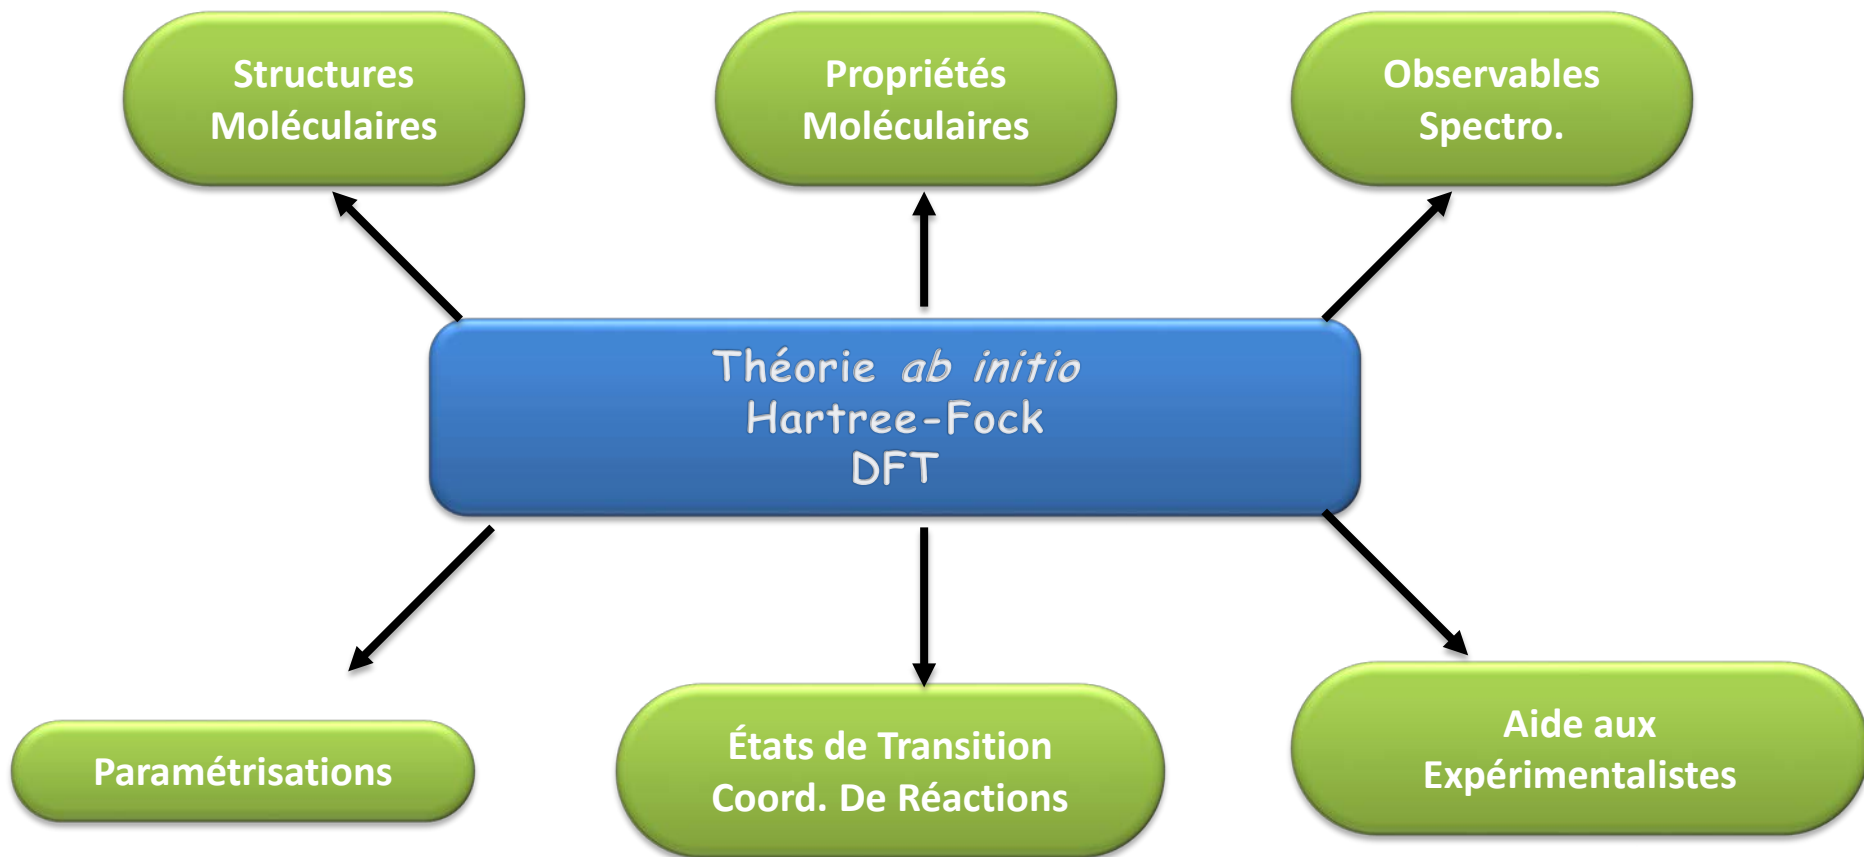 Structures
Moléculaires
Propriétés
Moléculaires
Observables
Spectro.
Théorie ab initio
Hartree-Fock
DFT
Paramétrisations
États de Transition
Coord. De Réactions
Aide aux
Expérimentalistes